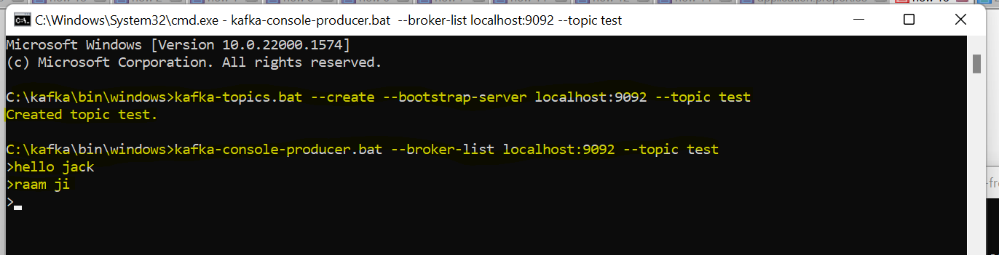 C:\Windows\System32\cmd.exe - kafka-console-producer.bat  --broker-list localhost:9092 --topic test
Microsoft Windows [Version 10.0.22000.1574]
(c) Microsoft Corporation. All rights reserved.
C:\kafka\bin\windows>kafka-topics.bat --create --bootstrap-server localhost:9092 --topic test
Created topic test.
C:\kafka\bin\windows>kafka-console-producer.bat --broker-list localhost:9092 --topic test
>hello jack
>raam ji
>